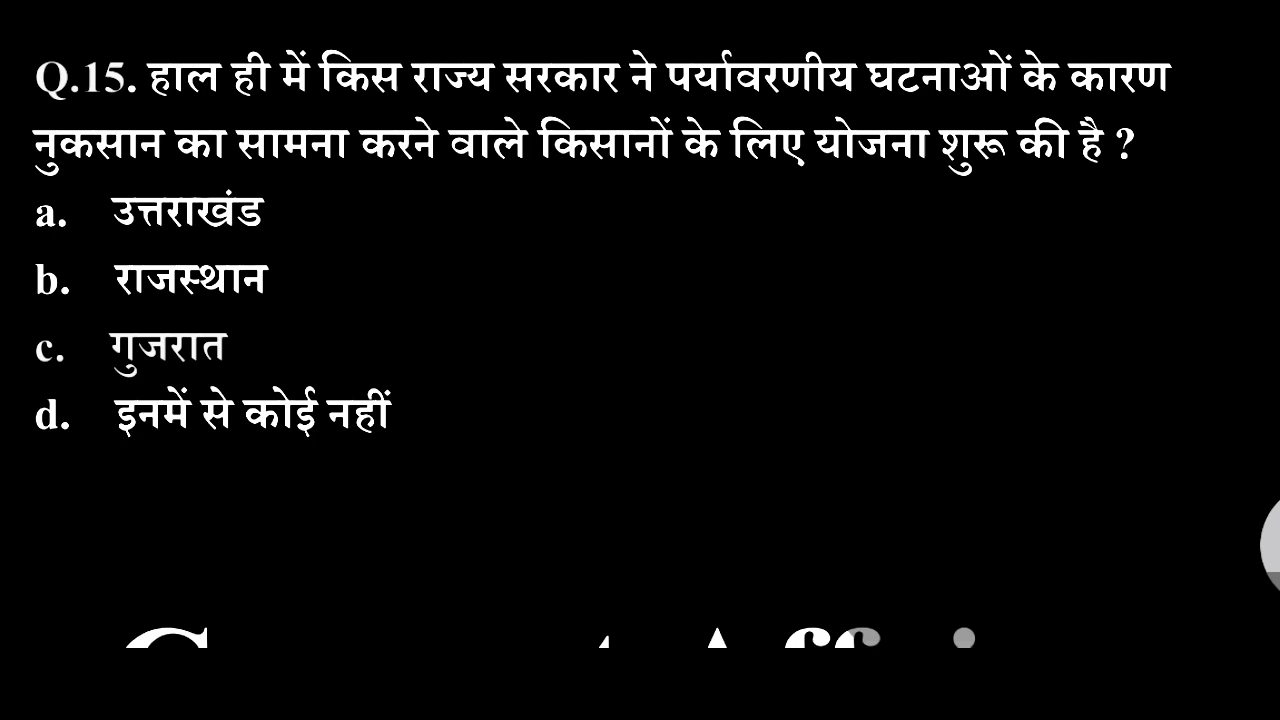 Q.15. हाल ही में किस राज्य सरकार ने पर्यावरणीय घटनाओं के कारण
नुकसान का सामना करने वाले किसानों के लिए योजना शुरू की है ?
a. उत्तराखंड
b. राजस्थान
c. गुजरात
d. इनमें से कोई नहीं